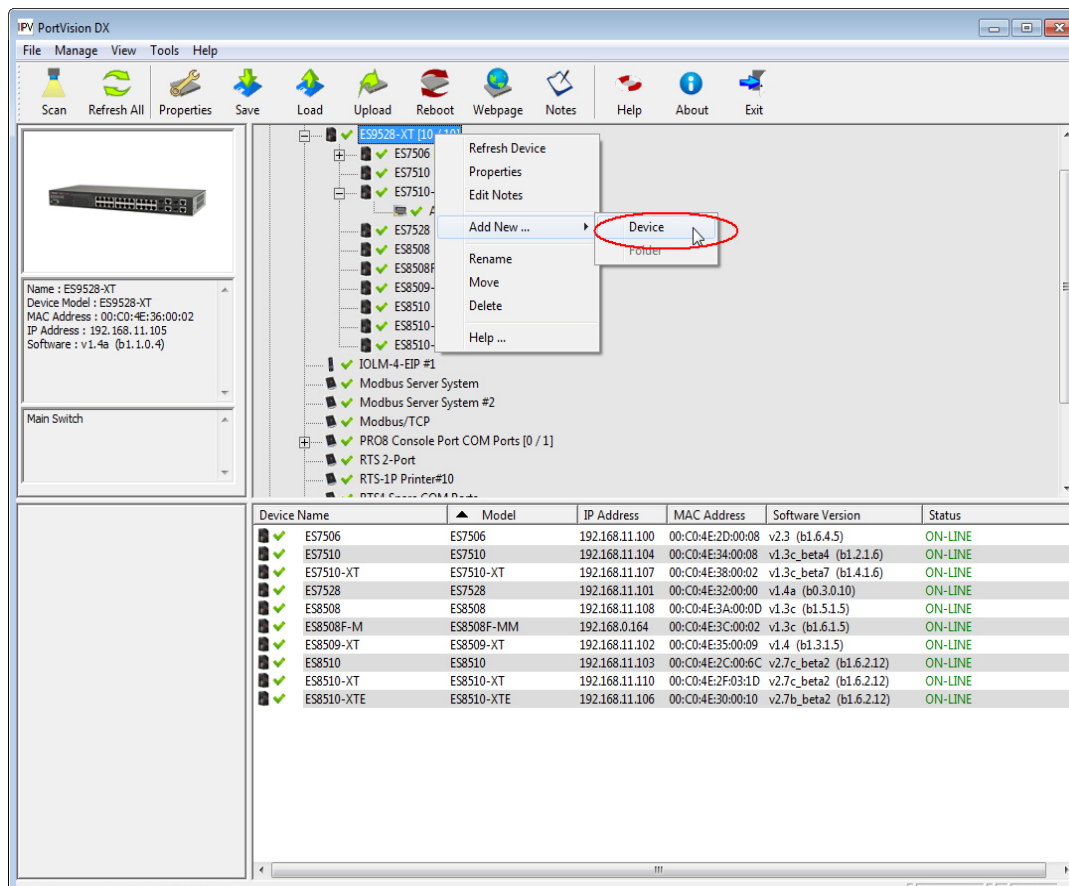 IPV PortVision DX
File Manage View Tools Help
Scan Refresh All Properties Save Load Upload Reboot Webpage Notes Help About Exit
Name : ES9528-XT
Device Model : ES9528-XT
MAC Address : 00:C0:4E:36:00:02
IP Address : 192.168.11.105
Software : v1.4a (b1.1.0.4)
Main Switch
ES9528-XT [10 / 10]
ES7506
ES7510
ES7510-
A
ES7528
ES8508
ES8508F
ES8509-
ES8510
ES8510-
ES8510-
IOLM-4-EIP #1
Modbus Server System
Modbus Server System #2
Modbus/TCP
PRO8 Console Port COM Ports [0 / 1]
RTS 2-Port
RTS-1P Printer#10
RTS4 Spare COM Ports
Refresh Device
Properties
Edit Notes
Add New ...
Rename
Move
Delete
Help ...
Device
Folder
Device Name Model IP Address MAC Address Software Version Status
ES7506 ES7506 192.168.11.100 00:C0:4E:2D:00:08 v2.3 (b1.6.4.5) ON-LINE
ES7510 ES7510 192.168.11.104 00:C0:4E:34:00:08 v1.3c_beta4 (b1.2.1.6) ON-LINE
ES7510-XT ES7510-XT 192.168.11.107 00:C0:4E:38:00:02 v1.3c_beta7 (b1.4.1.6) ON-LINE
ES7528 ES7528 192.168.11.101 00:C0:4E:32:00:00 v1.4a (b0.3.0.10) ON-LINE
ES8508 ES8508 192.168.11.108 00:C0:4E:3A:00:0D v1.3c (b1.5.1.5) ON-LINE
ES8508F-M ES8508F-MM 192.168.0.164 00:C0:4E:3C:00:02 v1.3c (b1.6.1.5) ON-LINE
ES8509-XT ES8509-XT 192.168.11.102 00:C0:4E:35:00:09 v1.4 (b1.3.1.5) ON-LINE
ES8510 ES8510 192.168.11.103 00:C0:4E:2C:00:6C v2.7c_beta2 (b1.6.2.12) ON-LINE
ES8510-XT ES8510-XT 192.168.11.110 00:C0:4E:2F:03:1D v2.7c_beta2 (b1.6.2.12) ON-LINE
ES8510-XTE ES8510-XTE 192.168.11.106 00:C0:4E:30:00:10 v2.7b_beta2 (b1.6.2.12) ON-LINE